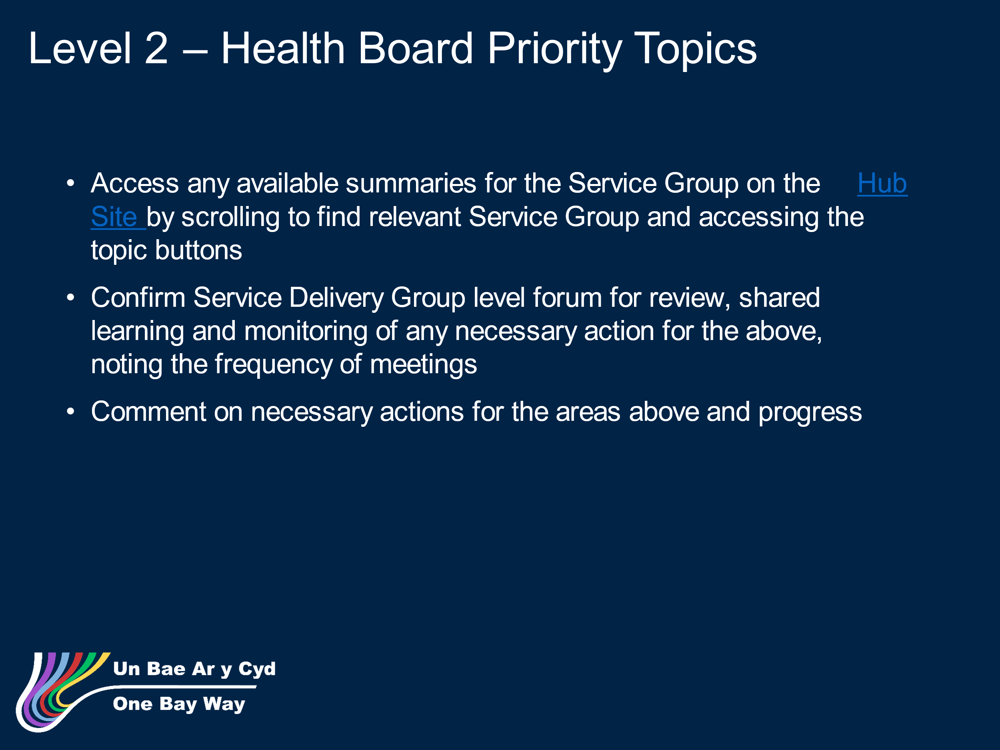 Level 2 – Health Board Priority Topics
• Access any available summaries for the Service Group on the Hub
Site by scrolling to find relevant Service Group and accessing the
topic buttons
• Confirm Service Delivery Group level forum for review, shared
learning and monitoring of any necessary action for the above,
noting the frequency of meetings
• Comment on necessary actions for the areas above and progress
Un Bae Ar y Cyd
One Bay Way